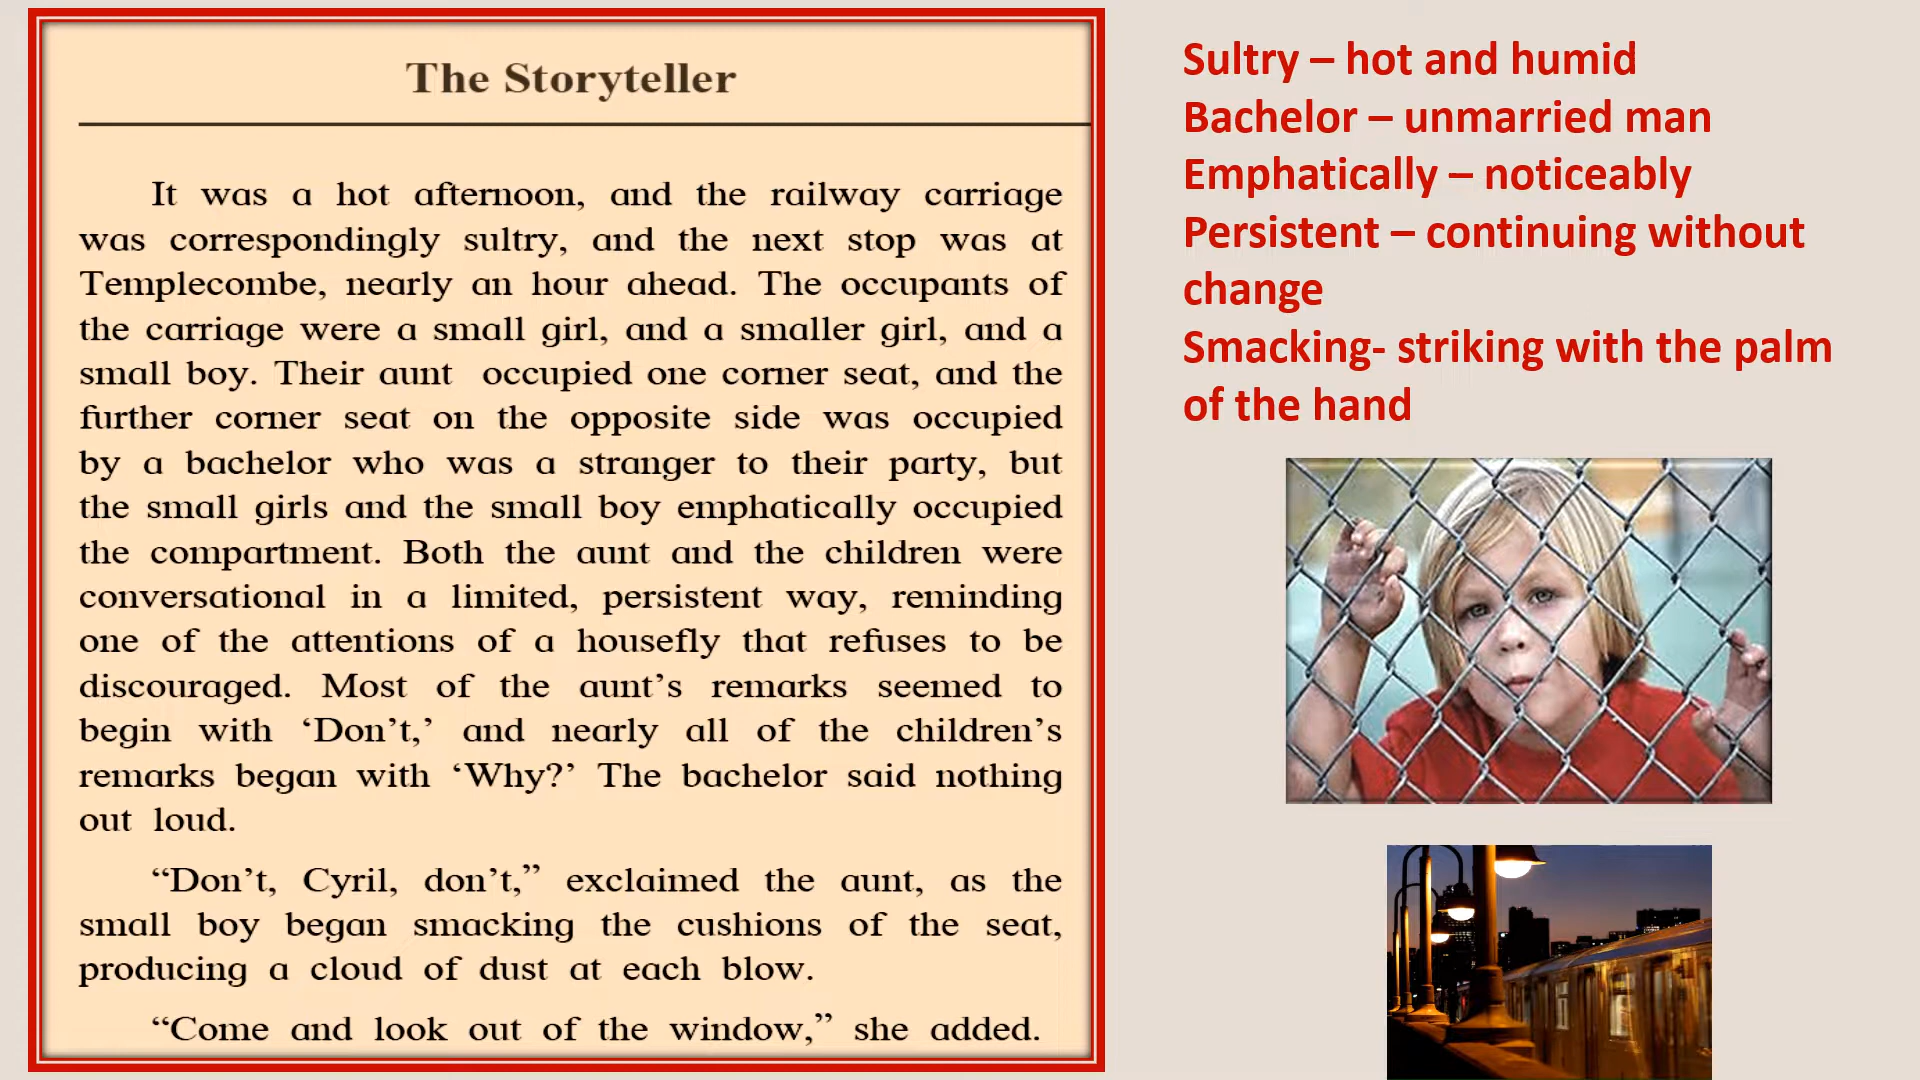 The Storyteller
It was a hot afternoon, and the railway carriage
was correspondingly sultry, and the next stop was at
Templecombe, nearly an hour ahead. The occupants of
the carriage were a small girl, and a smaller girl, and a
small boy. Their aunt occupied one corner seat, and the
further corner seat on the opposite side was occupied
by a bachelor who was a stranger to their party, but
the small girls and the small boy emphatically occupied
the compartment. Both the aunt and the children were
conversational in a limited, persistent way, reminding
one of the attentions of a housefly that refuses to be
discouraged. Most of the aunt’s remarks seemed to
begin with ‘Don’t,’ and nearly all of the children’s
remarks began with ‘Why?’ The bachelor said nothing
out loud.
“Don’t, Cyril, don’t,” exclaimed the aunt, as the
small boy began smacking the cushions of the seat,
producing a cloud of dust at each blow.
“Come and look out of the window,” she added.
Sultry – hot and humid
Bachelor – unmarried man
Emphatically – noticeably
Persistent – continuing without
change
Smacking- striking with the palm
of the hand